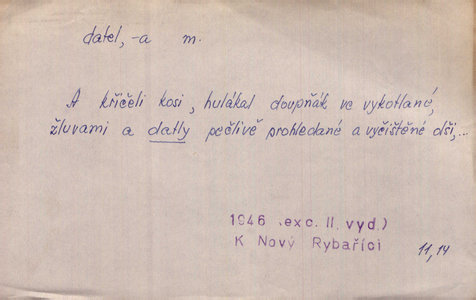 datel, -a m.
A křičeli kosi, hulákal doupňák ve vykotlané,
žluvami a datly pečlivě prohledané a vyčištěné olši,...
1946 .exc. II. vyd.)
K Nový Rybaříci
11,14